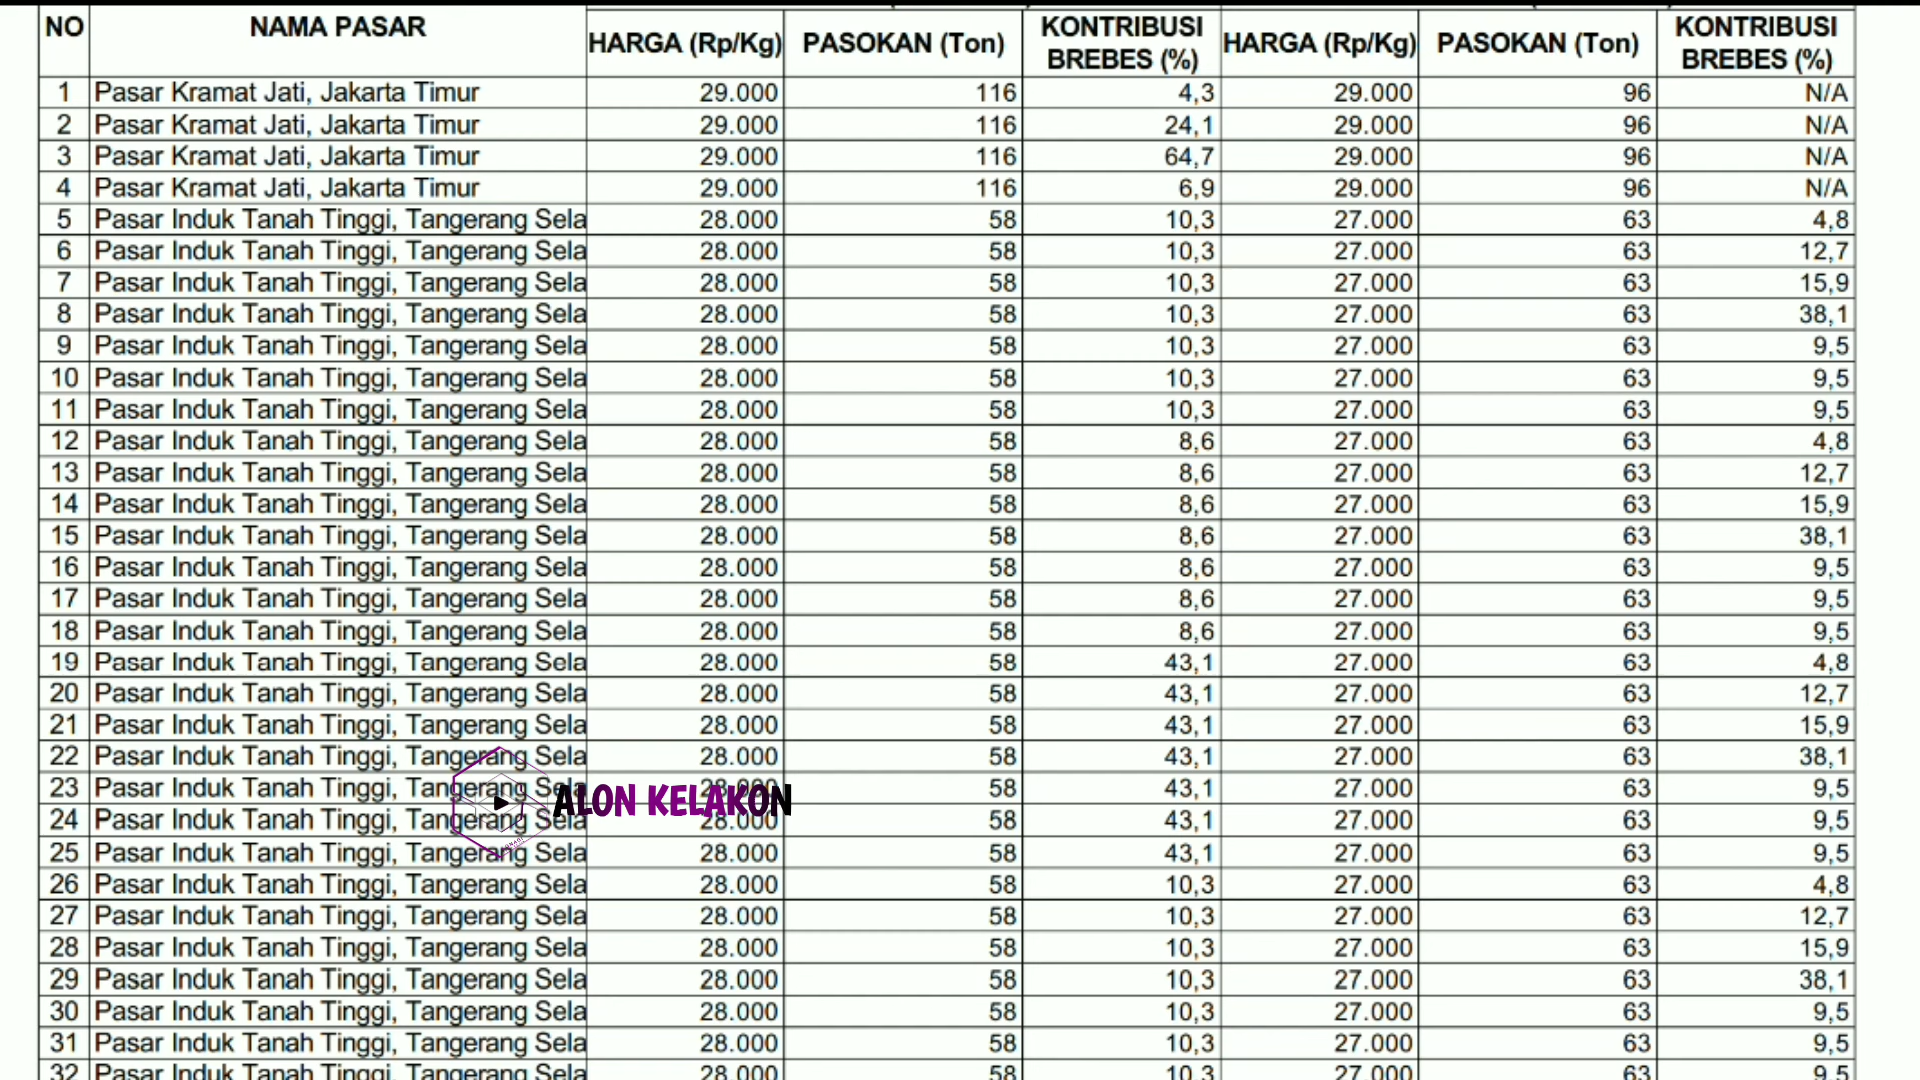 NO NAMA PASAR HARGA (Rp/Kg) PASOKAN (Ton) KONTRIBUSI BREBES (%) HARGA (Rp/Kg) PASOKAN (Ton) KONTRIBUSI BREBES (%)
1 Pasar Kramat Jati, Jakarta Timur 29.000 116 4,3 29.000 96 N/A
2 Pasar Kramat Jati, Jakarta Timur 29.000 116 24,1 29.000 96 N/A
3 Pasar Kramat Jati, Jakarta Timur 29.000 116 64,7 29.000 96 N/A
4 Pasar Kramat Jati, Jakarta Timur 29.000 116 6,9 29.000 96 N/A
5 Pasar Induk Tanah Tinggi, Tangerang Sela 28.000 58 10,3 27.000 63 4,8
6 Pasar Induk Tanah Tinggi, Tangerang Sela 28.000 58 10,3 27.000 63 12,7
7 Pasar Induk Tanah Tinggi, Tangerang Sela 28.000 58 10,3 27.000 63 15,9
8 Pasar Induk Tanah Tinggi, Tangerang Sela 28.000 58 10,3 27.000 63 38,1
9 Pasar Induk Tanah Tinggi, Tangerang Sela 28.000 58 10,3 27.000 63 9,5
10 Pasar Induk Tanah Tinggi, Tangerang Sela 28.000 58 10,3 27.000 63 9,5
11 Pasar Induk Tanah Tinggi, Tangerang Sela 28.000 58 10,3 27.000 63 9,5
12 Pasar Induk Tanah Tinggi, Tangerang Sela 28.000 58 8,6 27.000 63 4,8
13 Pasar Induk Tanah Tinggi, Tangerang Sela 28.000 58 8,6 27.000 63 12,7
14 Pasar Induk Tanah Tinggi, Tangerang Sela 28.000 58 8,6 27.000 63 15,9
15 Pasar Induk Tanah Tinggi, Tangerang Sela 28.000 58 8,6 27.000 63 38,1
16 Pasar Induk Tanah Tinggi, Tangerang Sela 28.000 58 8,6 27.000 63 9,5
17 Pasar Induk Tanah Tinggi, Tangerang Sela 28.000 58 8,6 27.000 63 9,5
18 Pasar Induk Tanah Tinggi, Tangerang Sela 28.000 58 8,6 27.000 63 9,5
19 Pasar Induk Tanah Tinggi, Tangerang Sela 28.000 58 43,1 27.000 63 4,8
20 Pasar Induk Tanah Tinggi, Tangerang Sela 28.000 58 43,1 27.000 63 12,7
21 Pasar Induk Tanah Tinggi, Tangerang Sela 28.000 58 43,1 27.000 63 15,9
22 Pasar Induk Tanah Tinggi, Tangerang Sela 28.000 58 43,1 27.000 63 38,1
23 Pasar Induk Tanah Tinggi, Tangerang Sela 28.000 58 43,1 27.000 63 9,5
ALON KELAKON
24 Pasar Induk Tanah Tinggi, Tangerang Sela 28.000 58 43,1 27.000 63 9,5
25 Pasar Induk Tanah Tinggi, Tangerang Sela 28.000 58 43,1 27.000 63 9,5
26 Pasar Induk Tanah Tinggi, Tangerang Sela 28.000 58 10,3 27.000 63 4,8
27 Pasar Induk Tanah Tinggi, Tangerang Sela 28.000 58 10,3 27.000 63 12,7
28 Pasar Induk Tanah Tinggi, Tangerang Sela 28.000 58 10,3 27.000 63 15,9
29 Pasar Induk Tanah Tinggi, Tangerang Sela 28.000 58 10,3 27.000 63 38,1
30 Pasar Induk Tanah Tinggi, Tangerang Sela 28.000 58 10,3 27.000 63 9,5
31 Pasar Induk Tanah Tinggi, Tangerang Sela 28.000 58 10,3 27.000 63 9,5
32 Pasar Induk Tanah Tinggi, Tangerang Sela 28.000 58 10,3 27.000 63 9,5